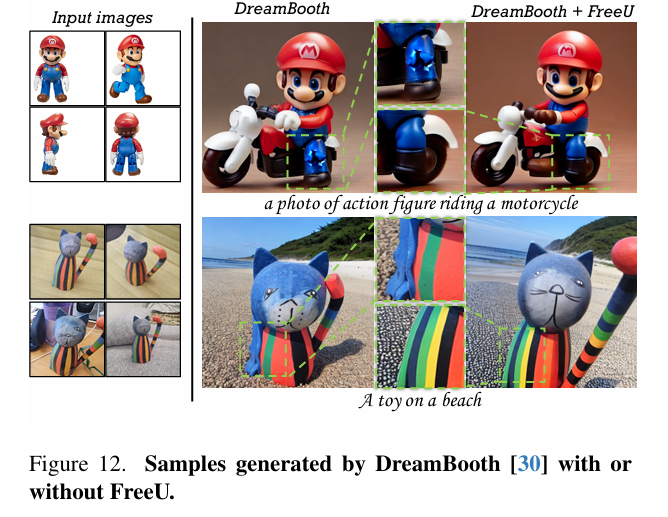 Input images
DreamBooth
DreamBooth + FreeU
M
M
a photo of action figure riding a motorcycle
A toy on a beach
Figure 12. Samples generated by DreamBooth [30] with or
without FreeU.